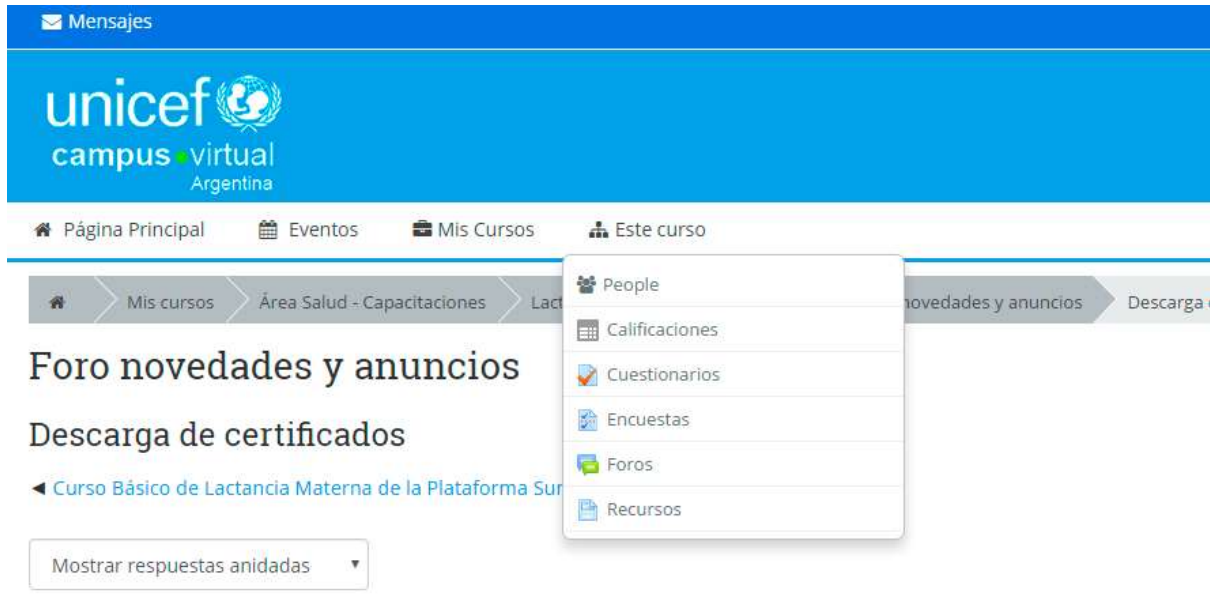 Mensajes
unicef
campus virtual
Argentina
Página Principal Eventos Mis Cursos Este curso
Mis cursos Área Salud - Capacitaciones novedades y anuncios Descarga
People
Calificaciones
Cuestionarios
Encuestas
Foros
Recursos
Foro novedades y anuncios
Descarga de certificados
◄ Curso Básico de Lactancia Materna de la Plataforma
Mostrar respuestas anidadas